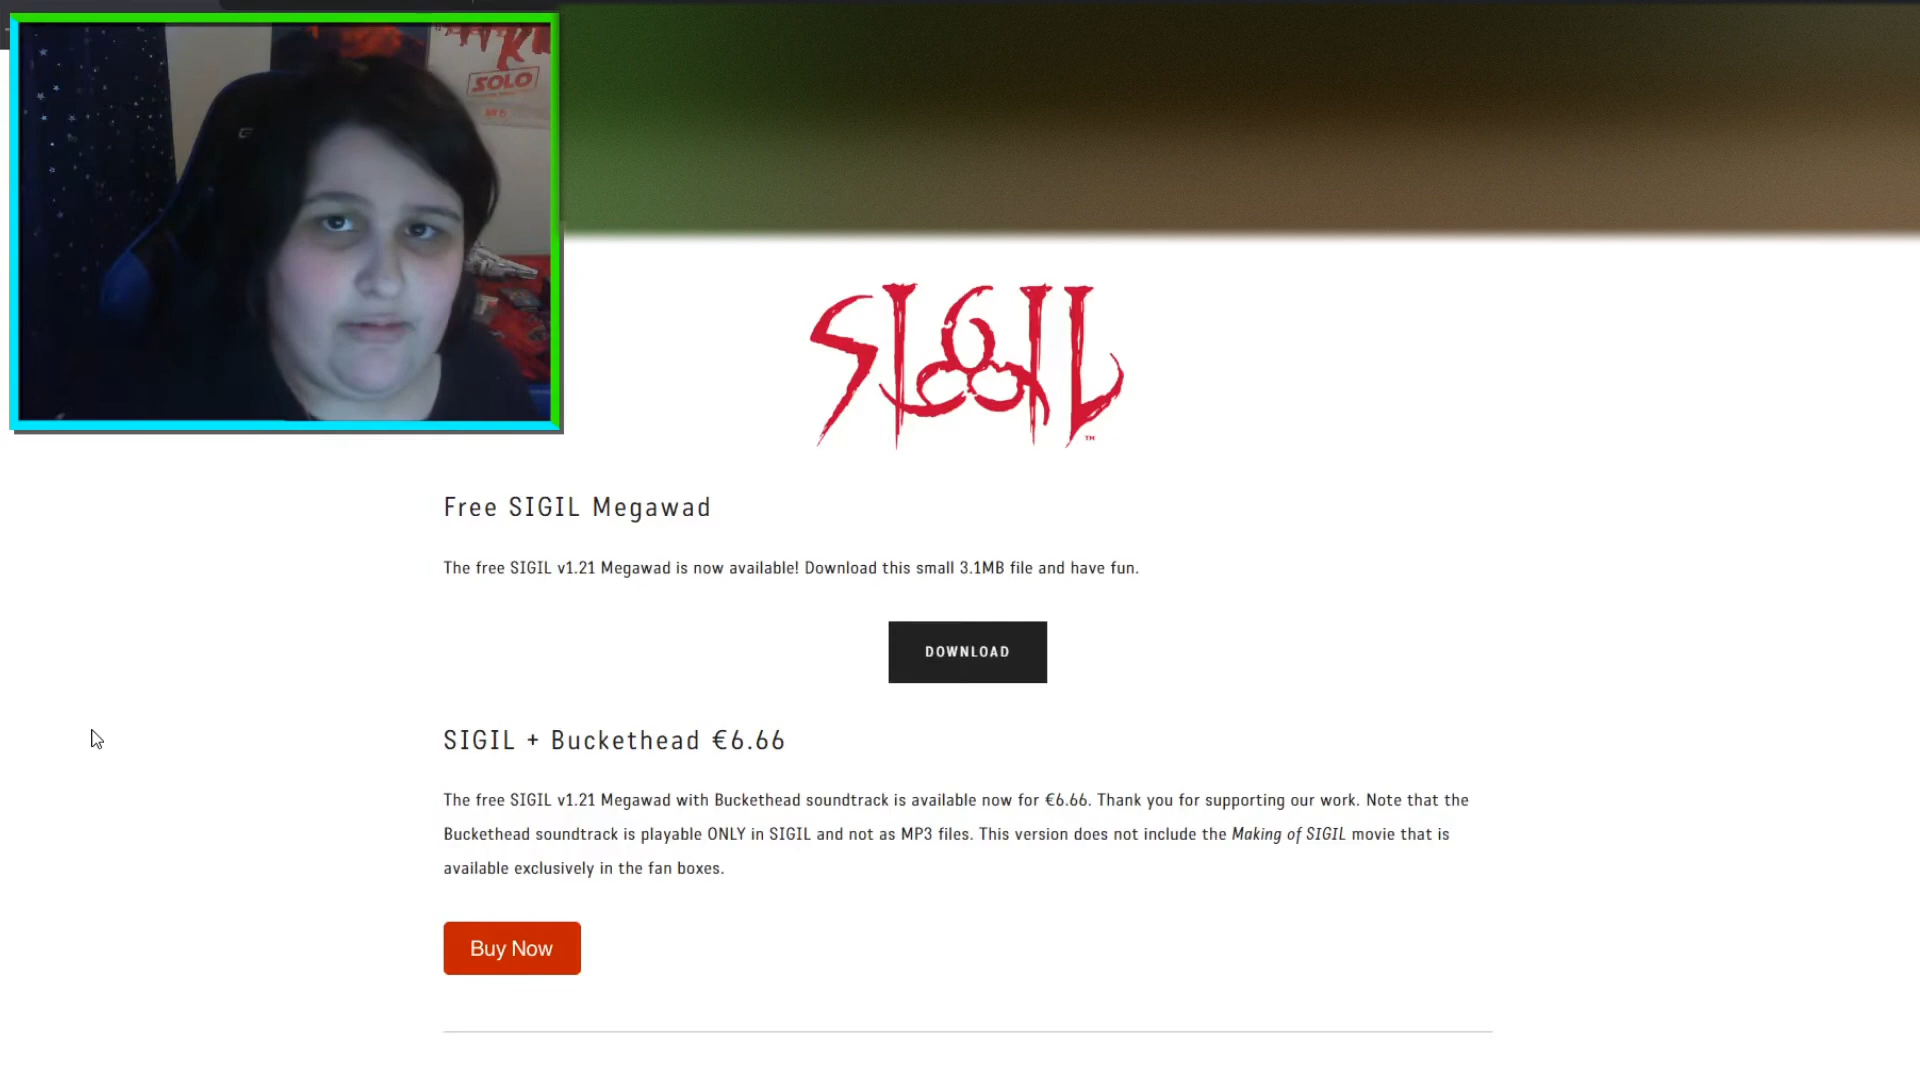 SOLO
SIGIL
TM
Free SIGIL Megawad
The free SIGIL v1.21 Megawad is now available! Download this small 3.1MB file and have fun.
DOWNLOAD
SIGIL + Buckethead €6.66
The free SIGIL v1.21 Megawad with Buckethead soundtrack is available now for €6.66. Thank you for supporting our work. Note that the
Buckethead soundtrack is playable ONLY in SIGIL and not as MP3 files. This version does not include the Making of SIGIL movie that is
available exclusively in the fan boxes.
Buy Now